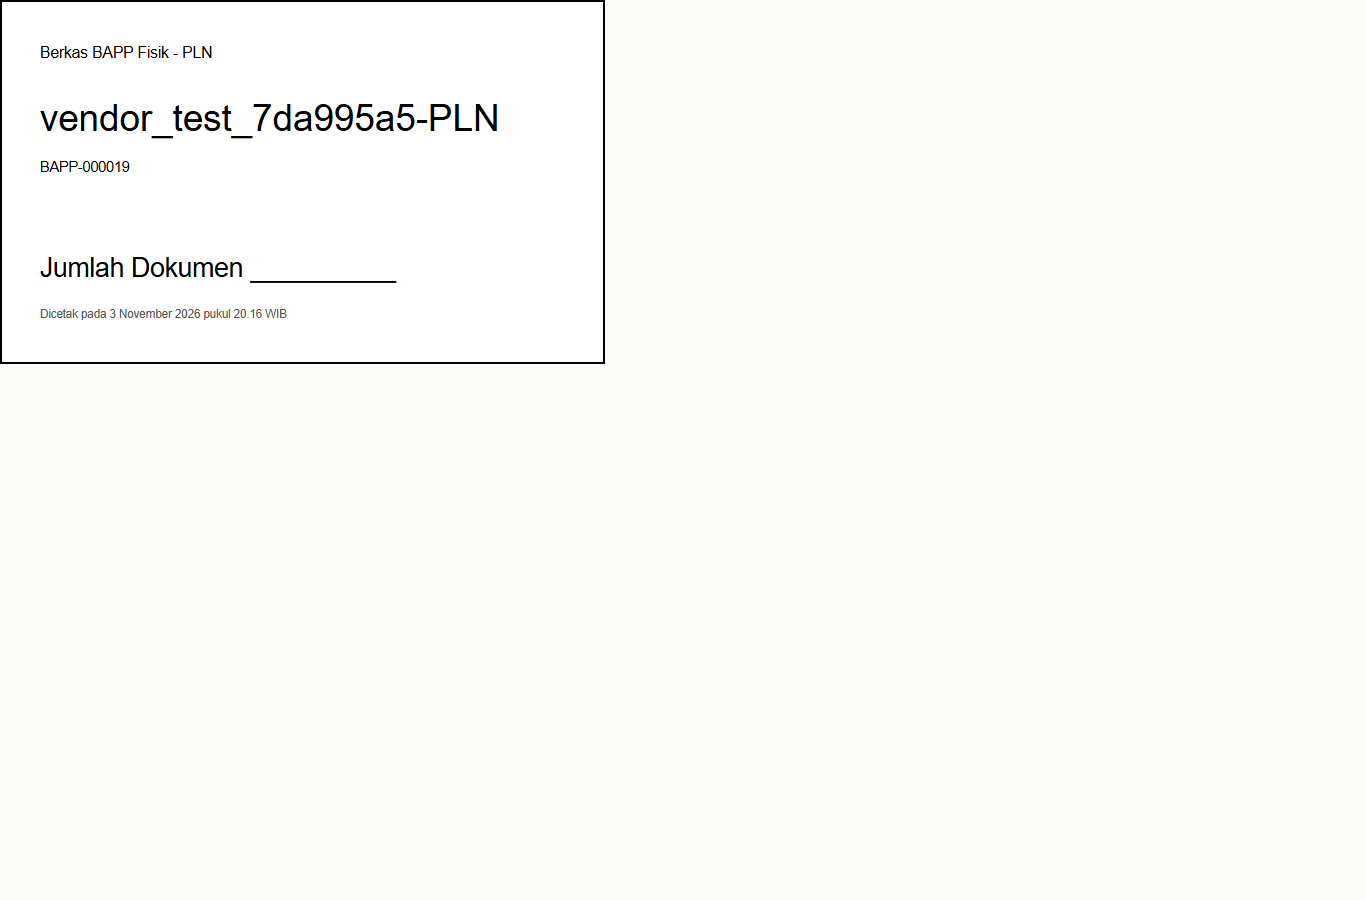 Berkas BAPP Fisik - PLN
vendor_test_7da995a5-PLN
BAPP-000019
Jumlah Dokumen __________
Dicetak pada 3 November 2026 pukul 20.16 WIB